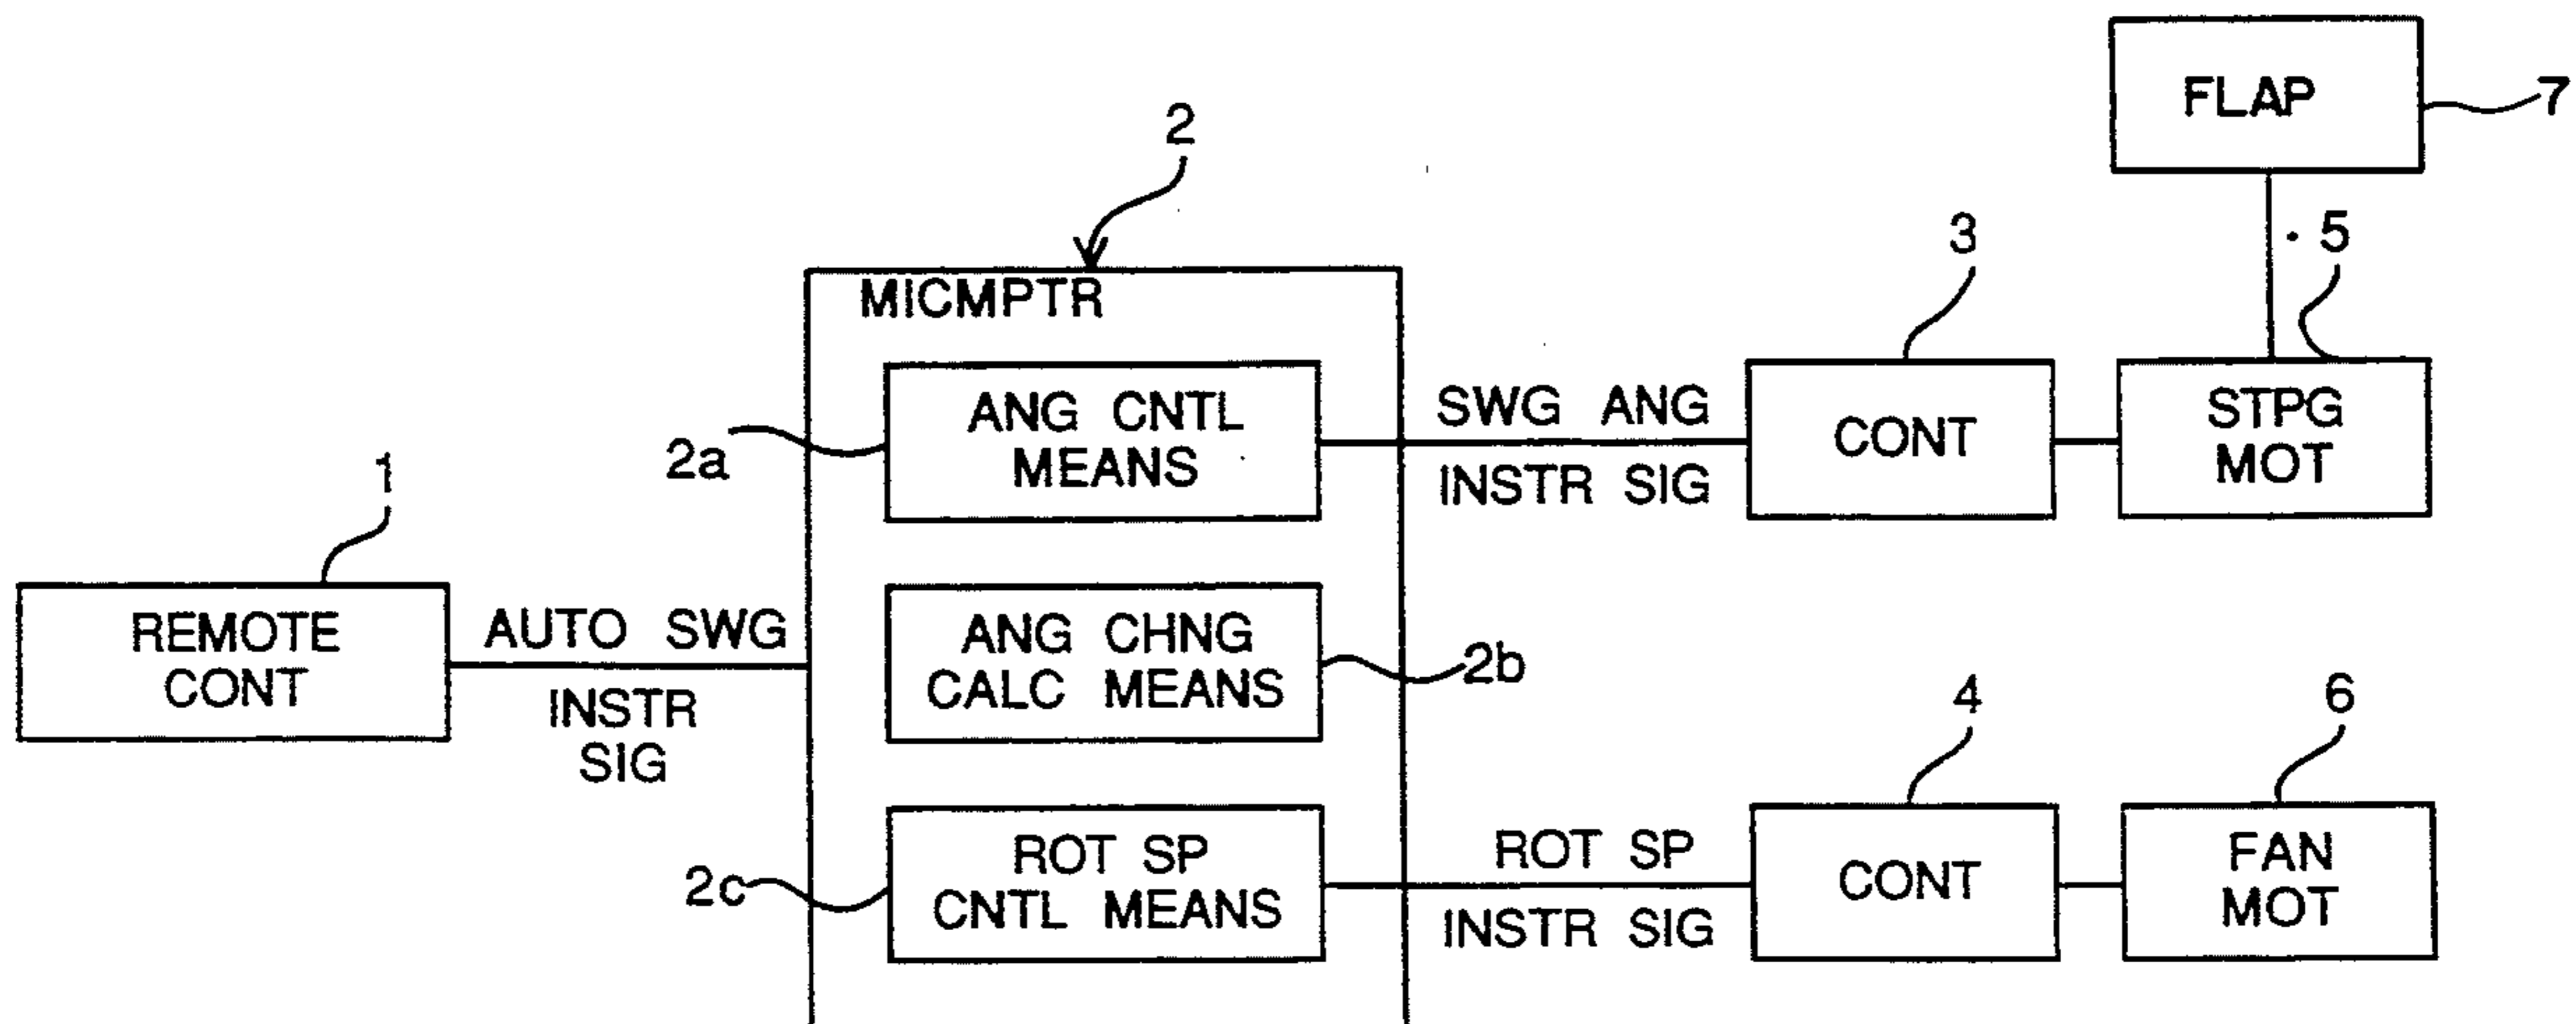 FLAP
7
2
3
5
MICMPTR
ANG CNTL
MEANS
2a
SWG ANG
INSTR SIG
CONT
STPG
MOT
1
REMOTE
CONT
AUTO SWG
INSTR
SIG
ANG CHNG
CALC MEANS
2b
4
6
2c
ROT SP
CNTL MEANS
ROT SP
INSTR SIG
CONT
FAN
MOT